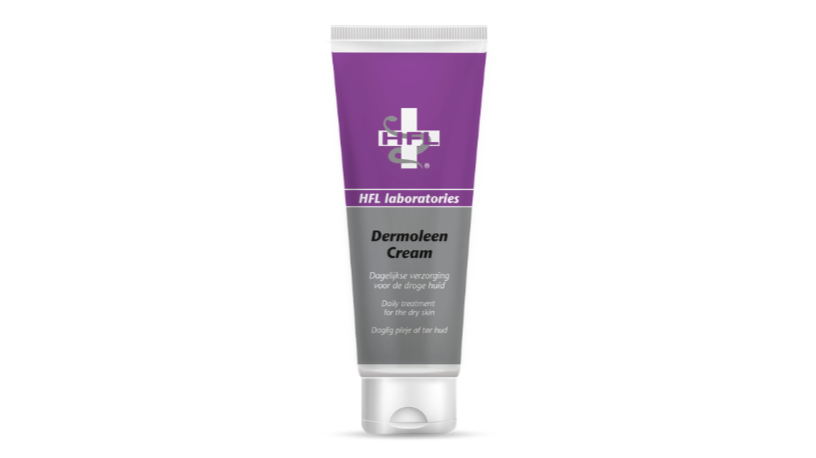 HFL
®
HFL laboratories
Dermoleen
Cream
Dagelijkse verzorging
voor de droge huid
Daily treatment
for the dry skin
Daglig pleje af tør hud